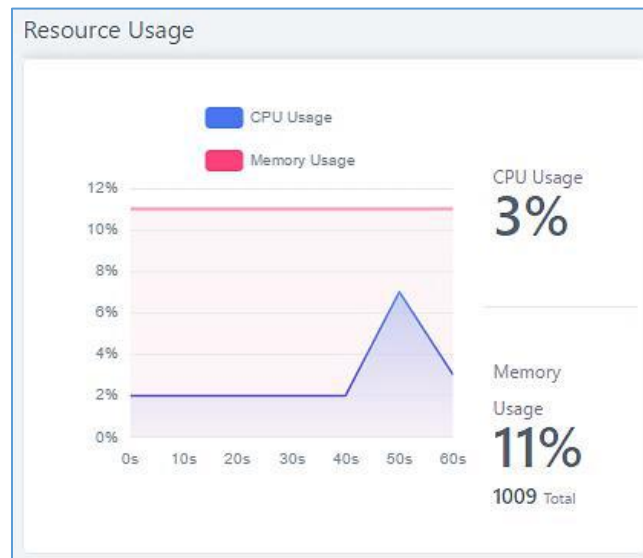 Resource Usage
CPU Usage
Memory Usage
12%
10%
8%
6%
4%
2%
0%
0s 10s 20s 30s 40s 50s 60s
CPU Usage
3%
Memory
Usage
11%
1009 Total